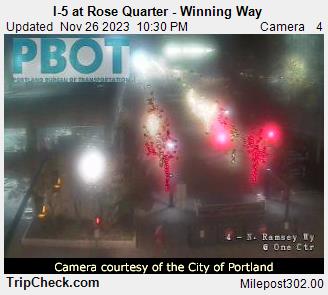 I-5 at Rose Quarter - Winning Way
Updated Nov 26 2023 10:30 PM Camera 4
PBOT
PORTLAND BUREAU OF TRANSPORTATION
4 - N. Ramsey Wy
@ One Ctr
Camera courtesy of the City of Portland
TripCheck.com Milepost302.00